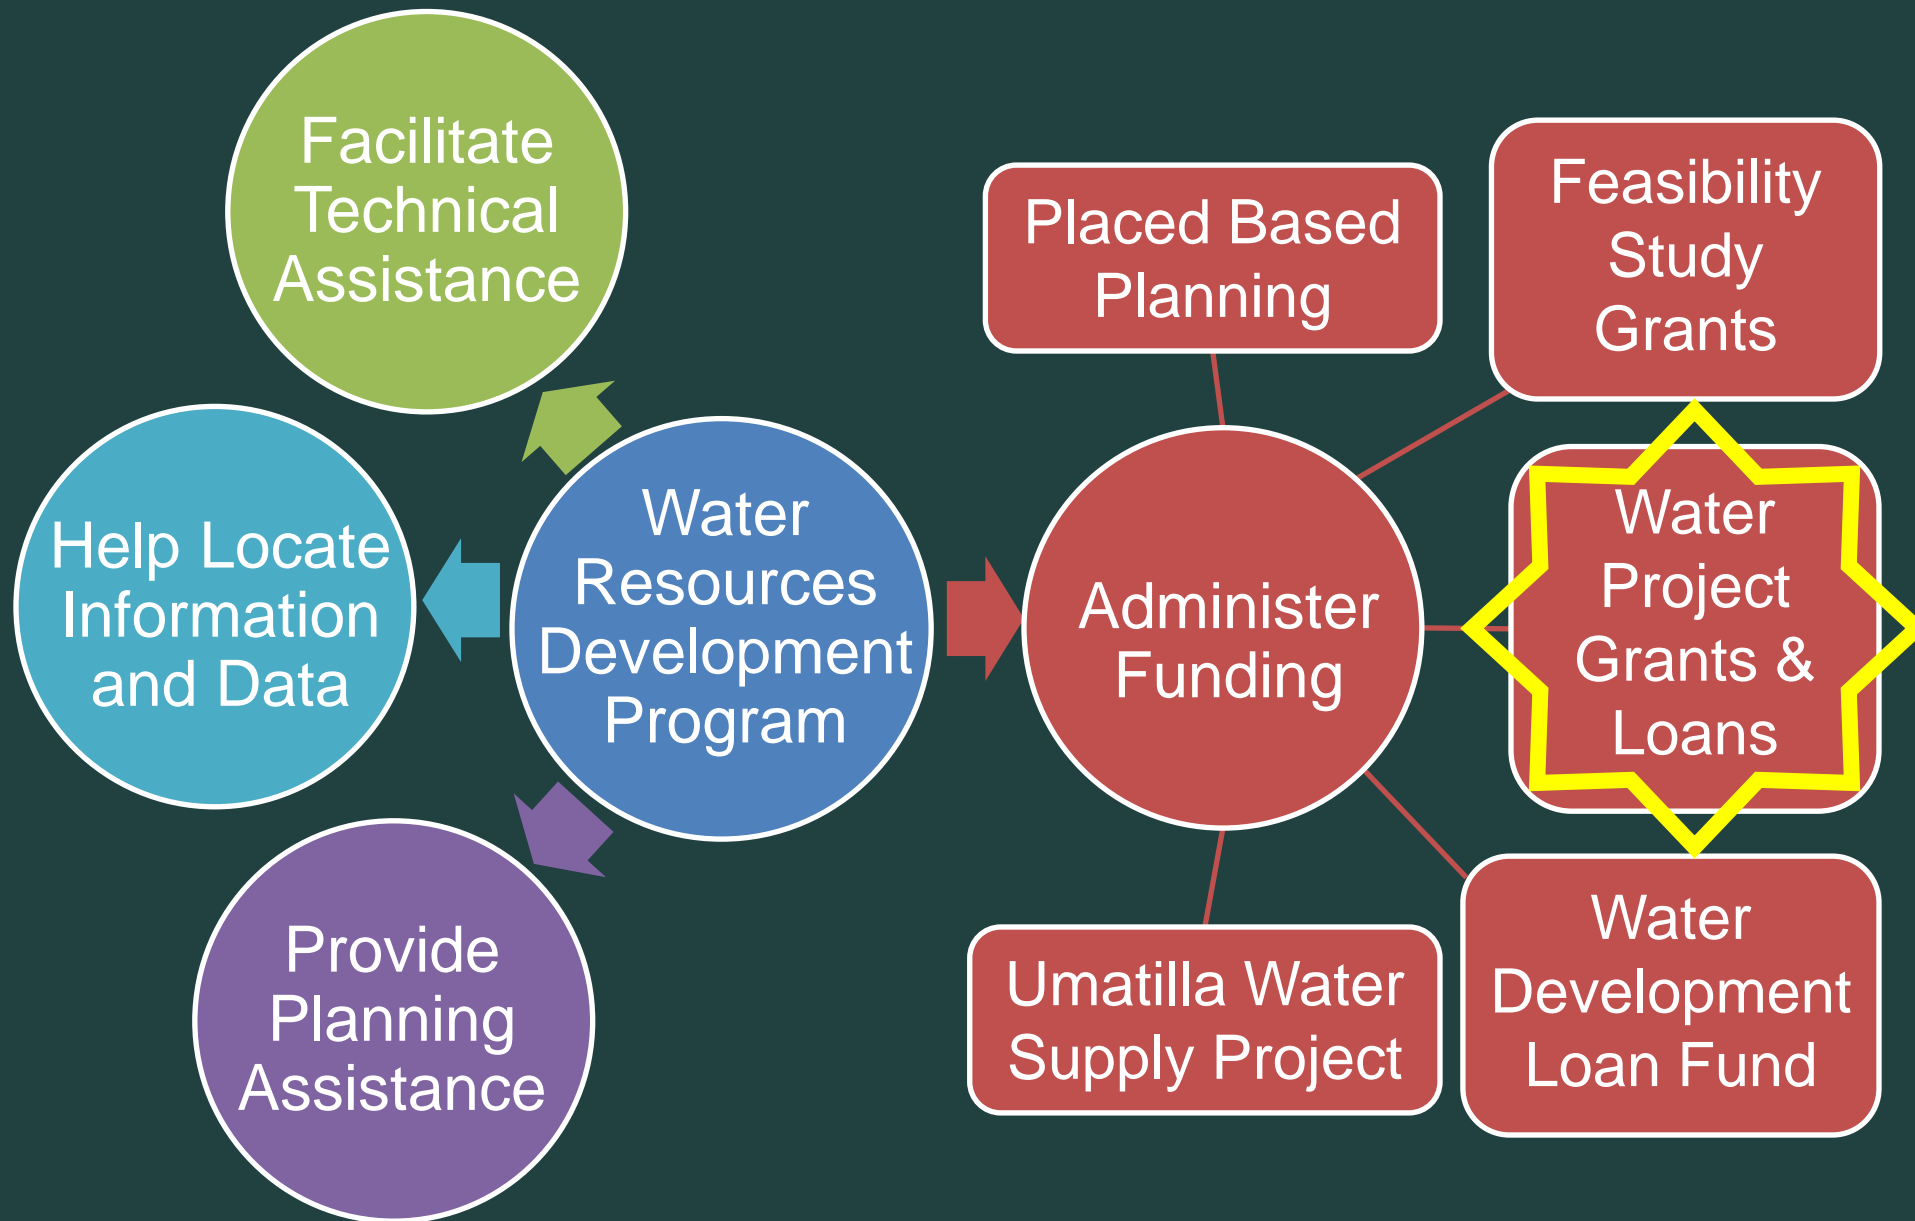 Facilitate
Technical
Assistance
Help Locate
Information
and Data
Provide
Planning
Assistance
Water
Resources
Development
Program
Administer
Funding
Placed Based
Planning
Feasibility
Study
Grants
Water
Project
Grants &
Loans
Water
Development
Loan Fund
Umatilla Water
Supply Project